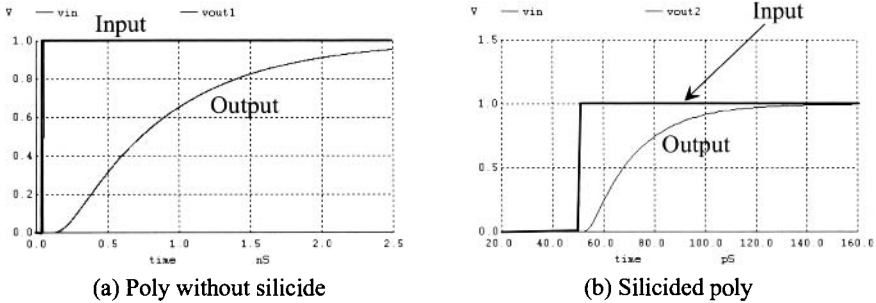 V — vin — vout1
Input
1.0
0.8
0.6
0.4
0.2
0.0
Output
0.0 0.5 1.0 1.5 2.0 2.5
time nS
(a) Poly without silicide
V — vin — vout2
Input
1.5
1.0
0.5
0.0
Output
20.0 40.0 60.0 80.0 100.0 120.0 140.0 160.0
time pS
(b) Silicided poly